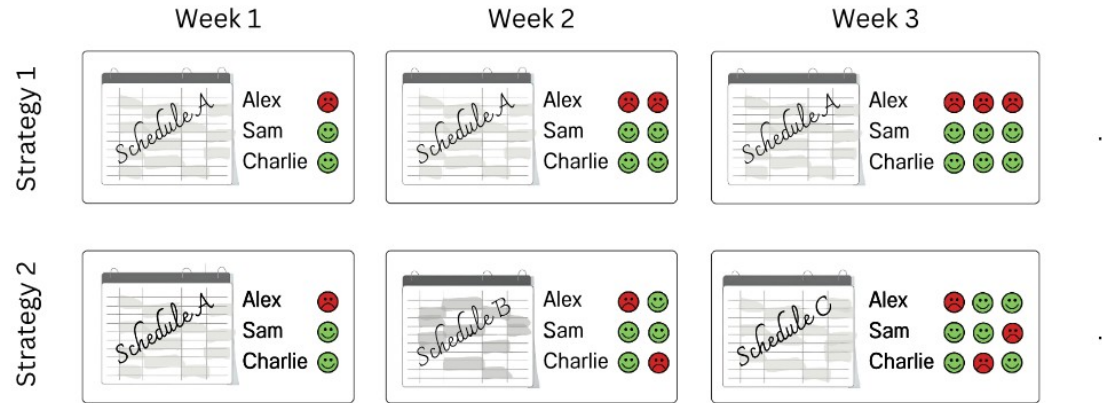 Week 1
Week 2
Week 3
Strategy 1
Schedule A
Alex
Sam
Charlie
Schedule A
Alex
Sam
Charlie
Schedule A
Alex
Sam
Charlie
.
Strategy 2
Schedule A
Alex
Sam
Charlie
Schedule B
Alex
Sam
Charlie
Schedule C
Alex
Sam
Charlie
.